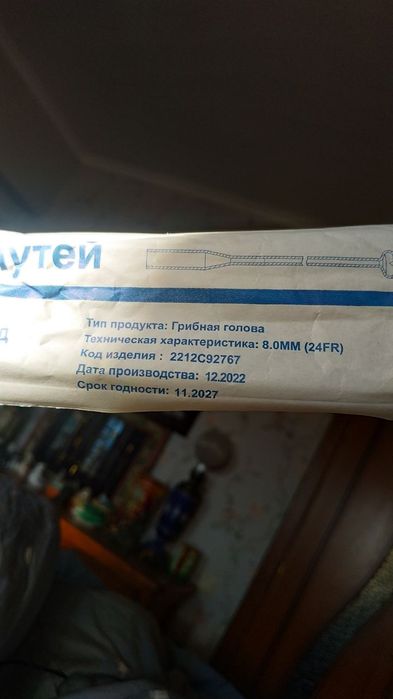 утей
Д
Тип продукта: Грибная голова
Техническая характеристика: 8.0ММ (24FR)
Код изделия : 2212C92767
Дата производства: 12.2022
Срок годности: 11.2027